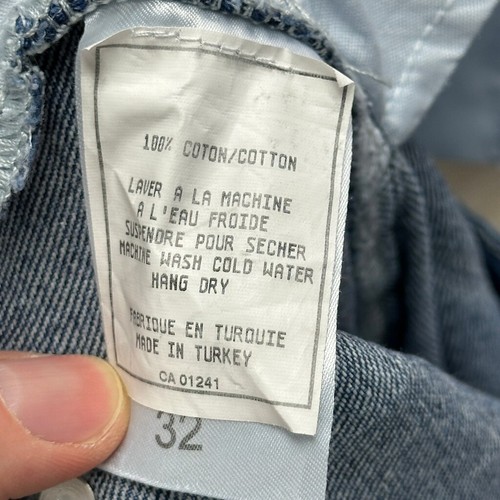 100% COTON/COTTON
LAVER A LA MACHINE
A L'EAU FROIDE
SUSPENDRE POUR SECHER
MACHINE WASH COLD WATER
HANG DRY
FABRIQUE EN TURQUIE
MADE IN TURKEY
CA 01241
32